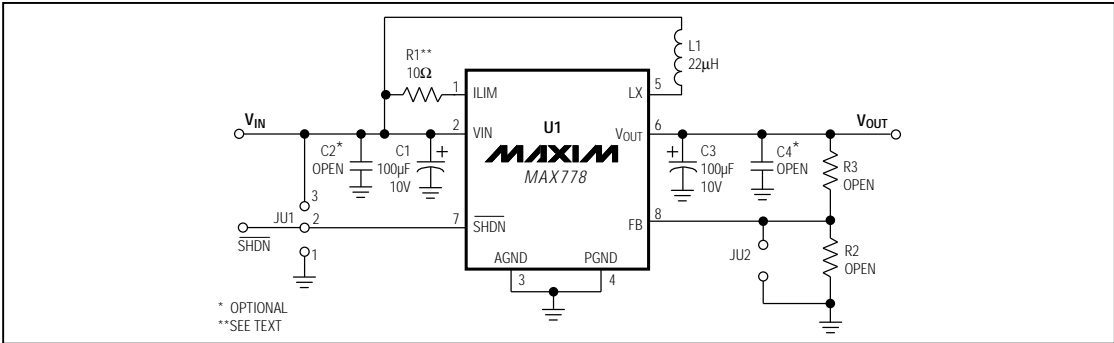 R1**
10Ω
L1
22µH
1
ILIM
LX
5
VIN
2
VIN
U1
VOUT
6
VOUT
MAXIM
MAX778
C2*
OPEN
C1
100µF
10V
+
+
C3
100µF
10V
C4*
OPEN
R3
OPEN
3
JU1
2
1
SHDN
7
SHDN
FB
8
JU2
R2
OPEN
AGND
PGND
3
4
* OPTIONAL
**SEE TEXT